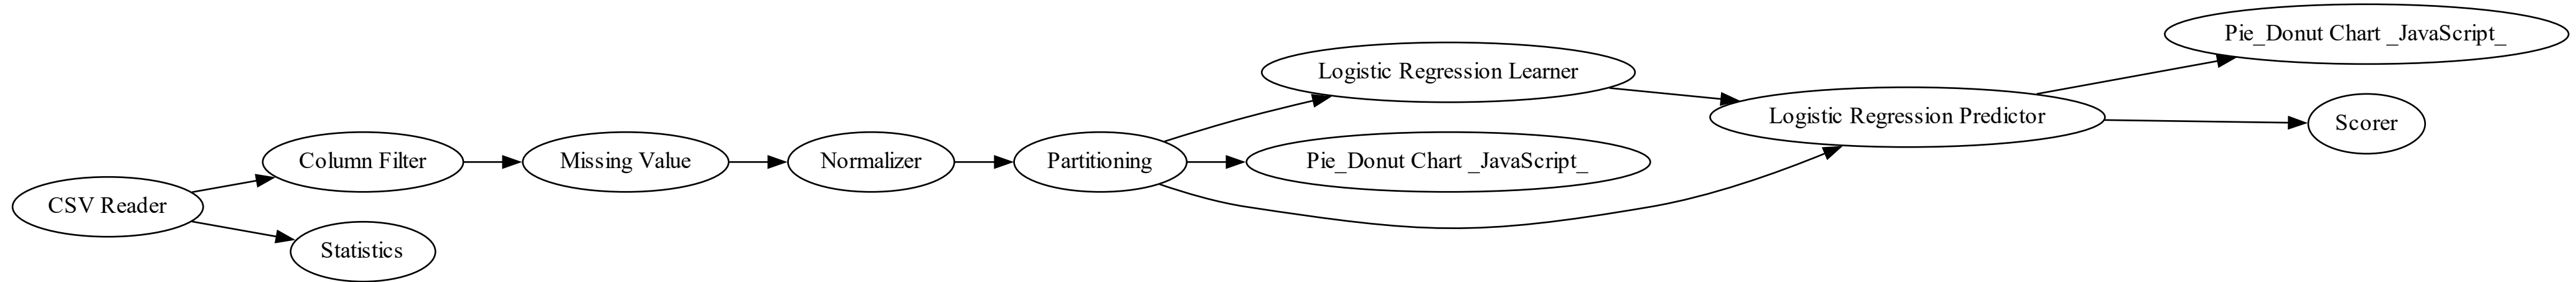 CSV Reader
Column Filter
Statistics
Missing Value
Normalizer
Partitioning
Logistic Regression Learner
Pie_Donut Chart _JavaScript_
Logistic Regression Predictor
Pie_Donut Chart _JavaScript_
Scorer